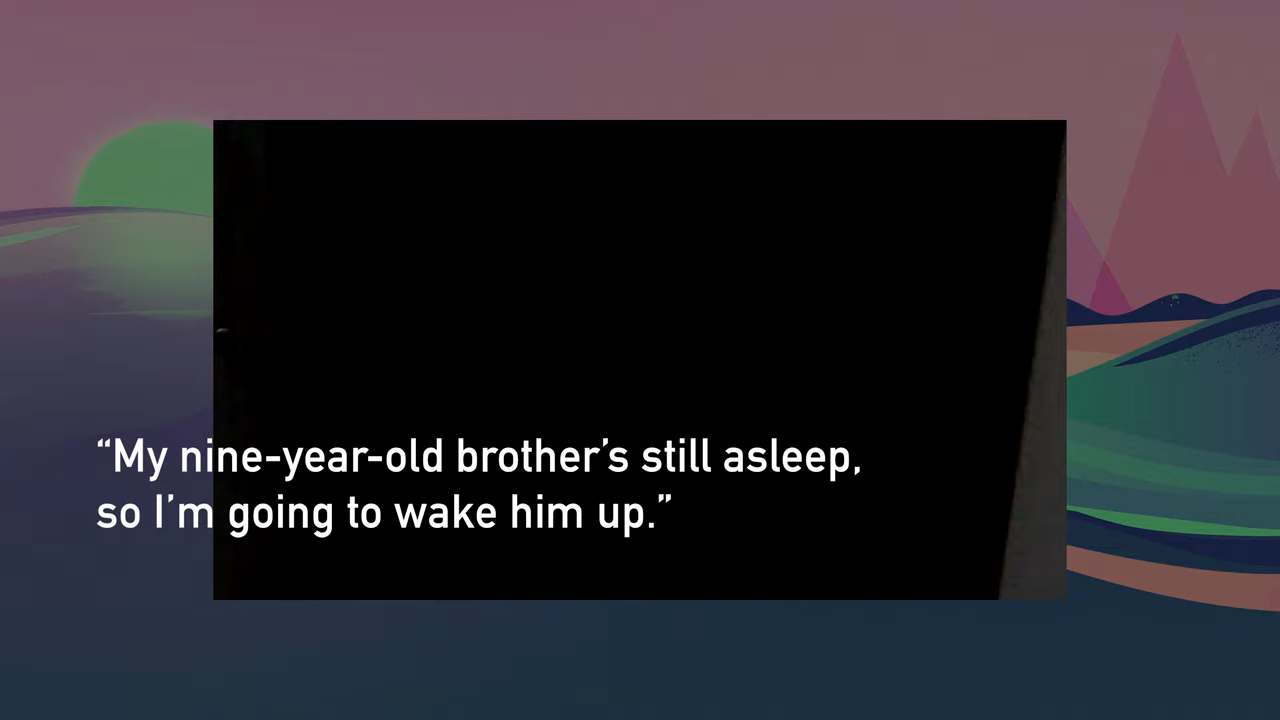 “My nine-year-old brother’s still asleep,
so I’m going to wake him up.”